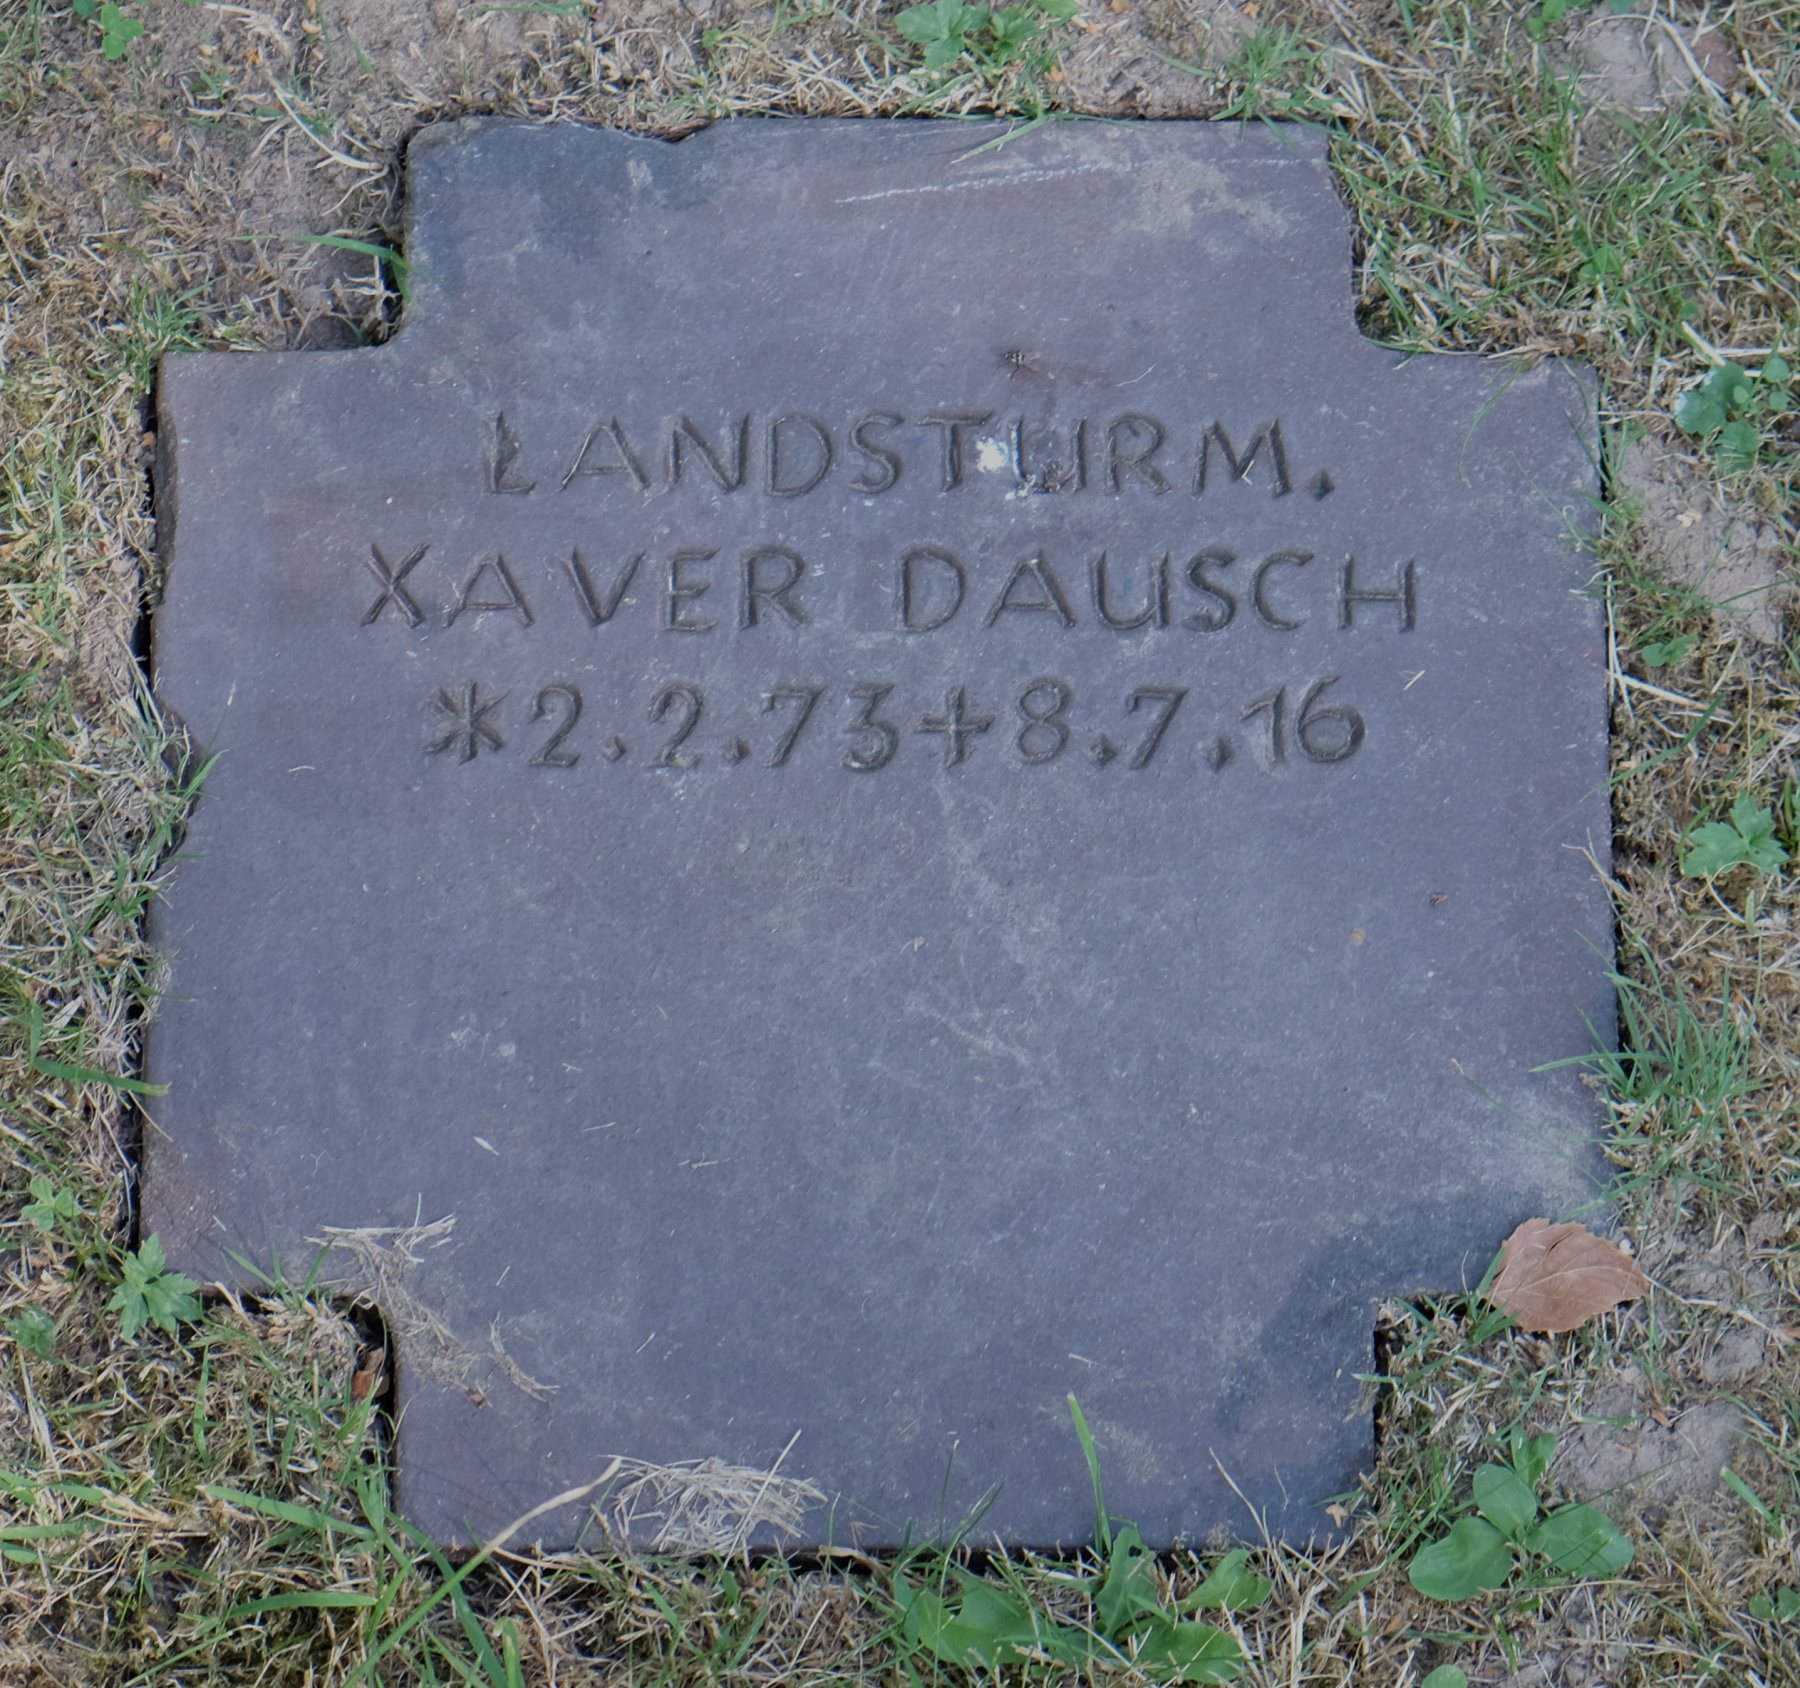 LANDSTURM.
XAVER DAUSCH
*2.2.73+8.7.16